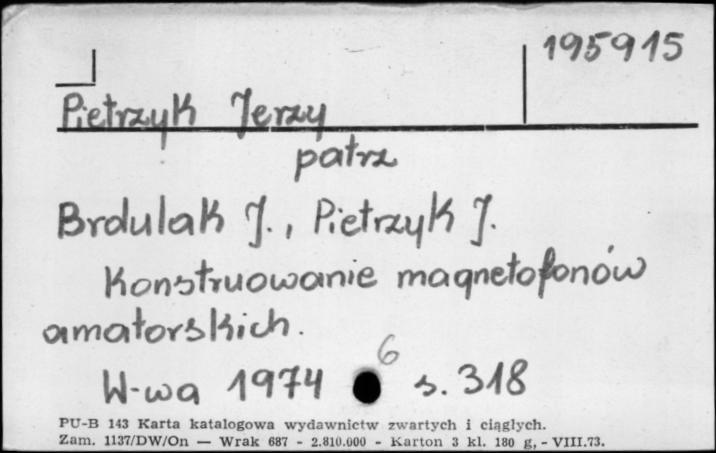 195915
Pietrzyk Jerzy
patrz
Brdulak J., Pietrzyk J.
Konstruowanie magnetofonów
amatorskich.
W-wa 1974 6 s. 318
PU-B 143 Karta katalogowa wydawnictw zwartych i ciągłych.
Zam. 1137/DW/On — Wrak 687 - 2.810.000 - Karton 3 kl. 180 g, - VIII.73.